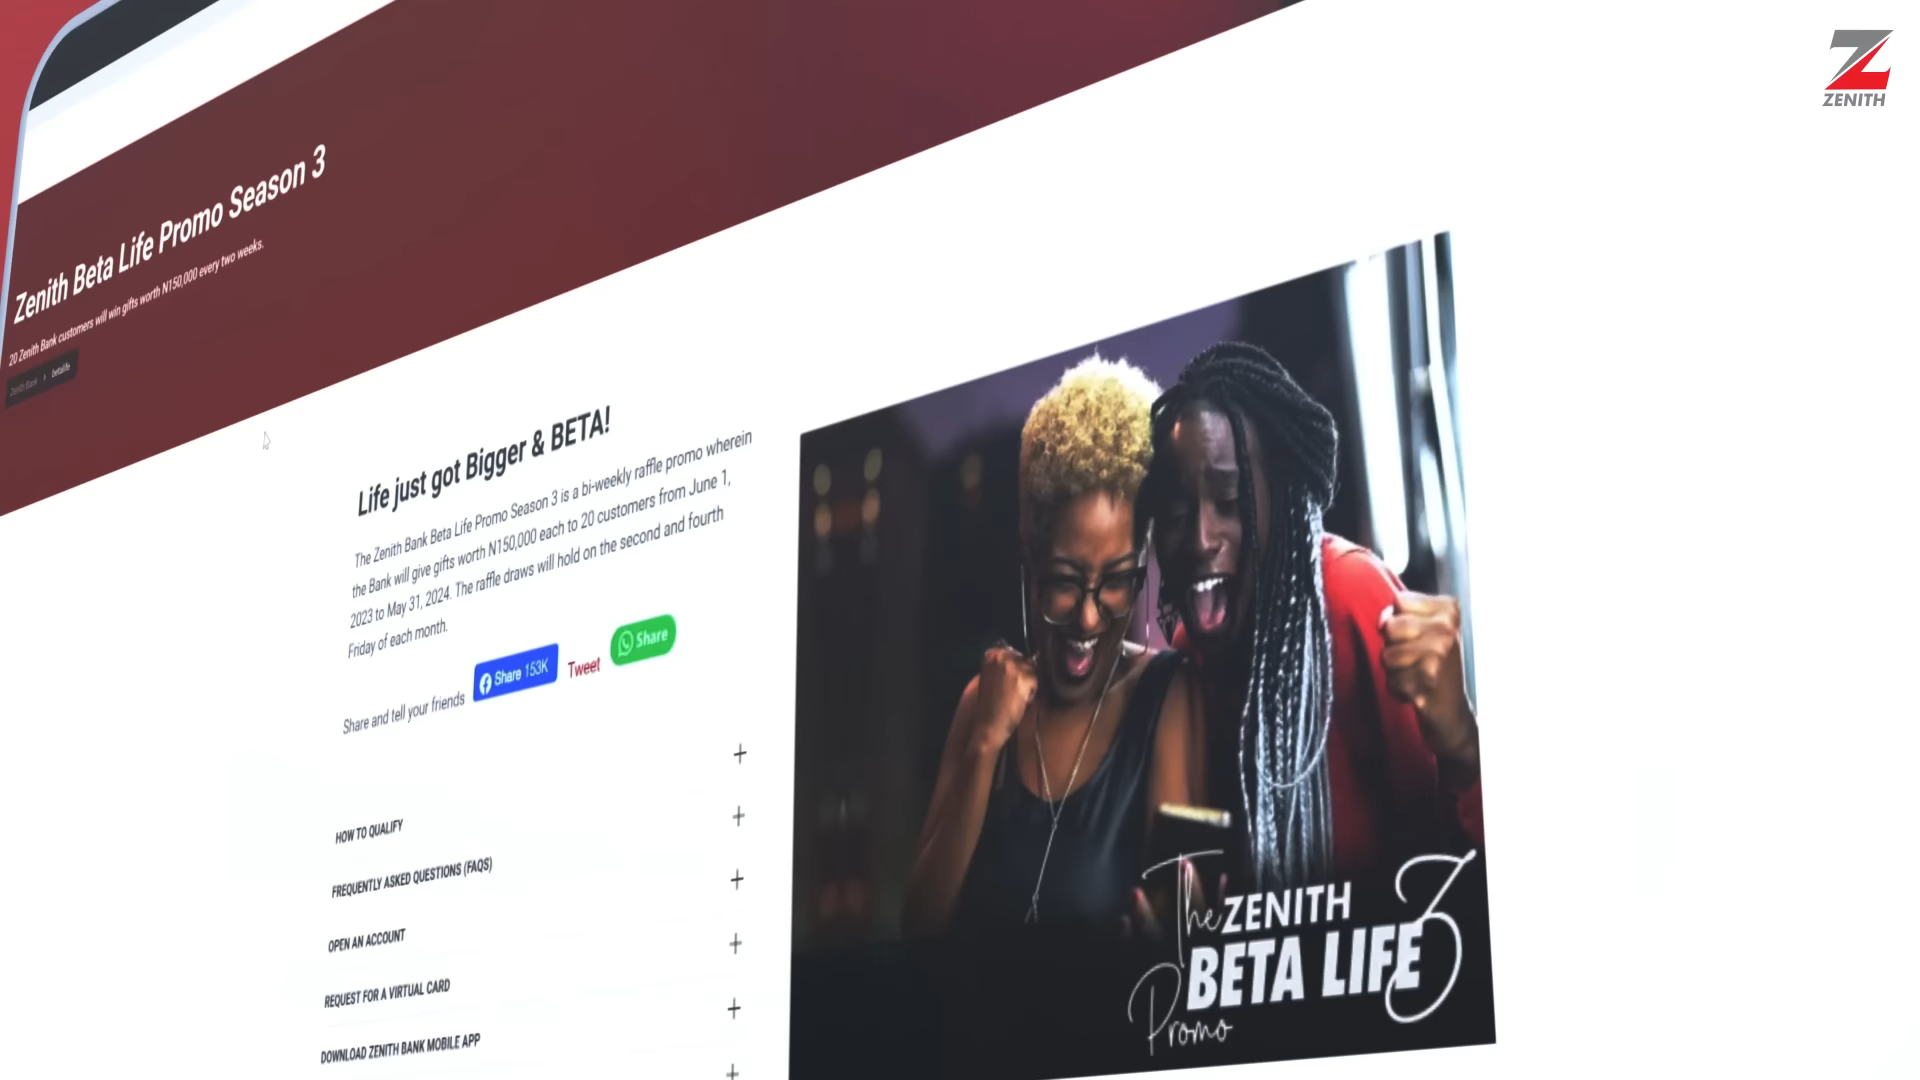 ZENITH
Zenith Beta Life Promo Season 3
20 Zenith Bank customers will win gifts worth N150,000 every two weeks.
Zenith Bank > betalife
Life just got Bigger & BETA!
The Zenith Bank Beta Life Promo Season 3 is a bi-weekly raffle promo wherein
the Bank will give gifts worth N150,000 each to 20 customers from June 1,
2023 to May 31, 2024. The raffle draws will hold on the second and fourth
Friday of each month.
Share and tell your friends Share 153K Tweet Share
+
HOW TO QUALIFY +
FREQUENTLY ASKED QUESTIONS (FAQS) +
OPEN AN ACCOUNT +
REQUEST FOR A VIRTUAL CARD +
DOWNLOAD ZENITH BANK MOBILE APP +
The ZENITH
BETA LIFE 3
Promo